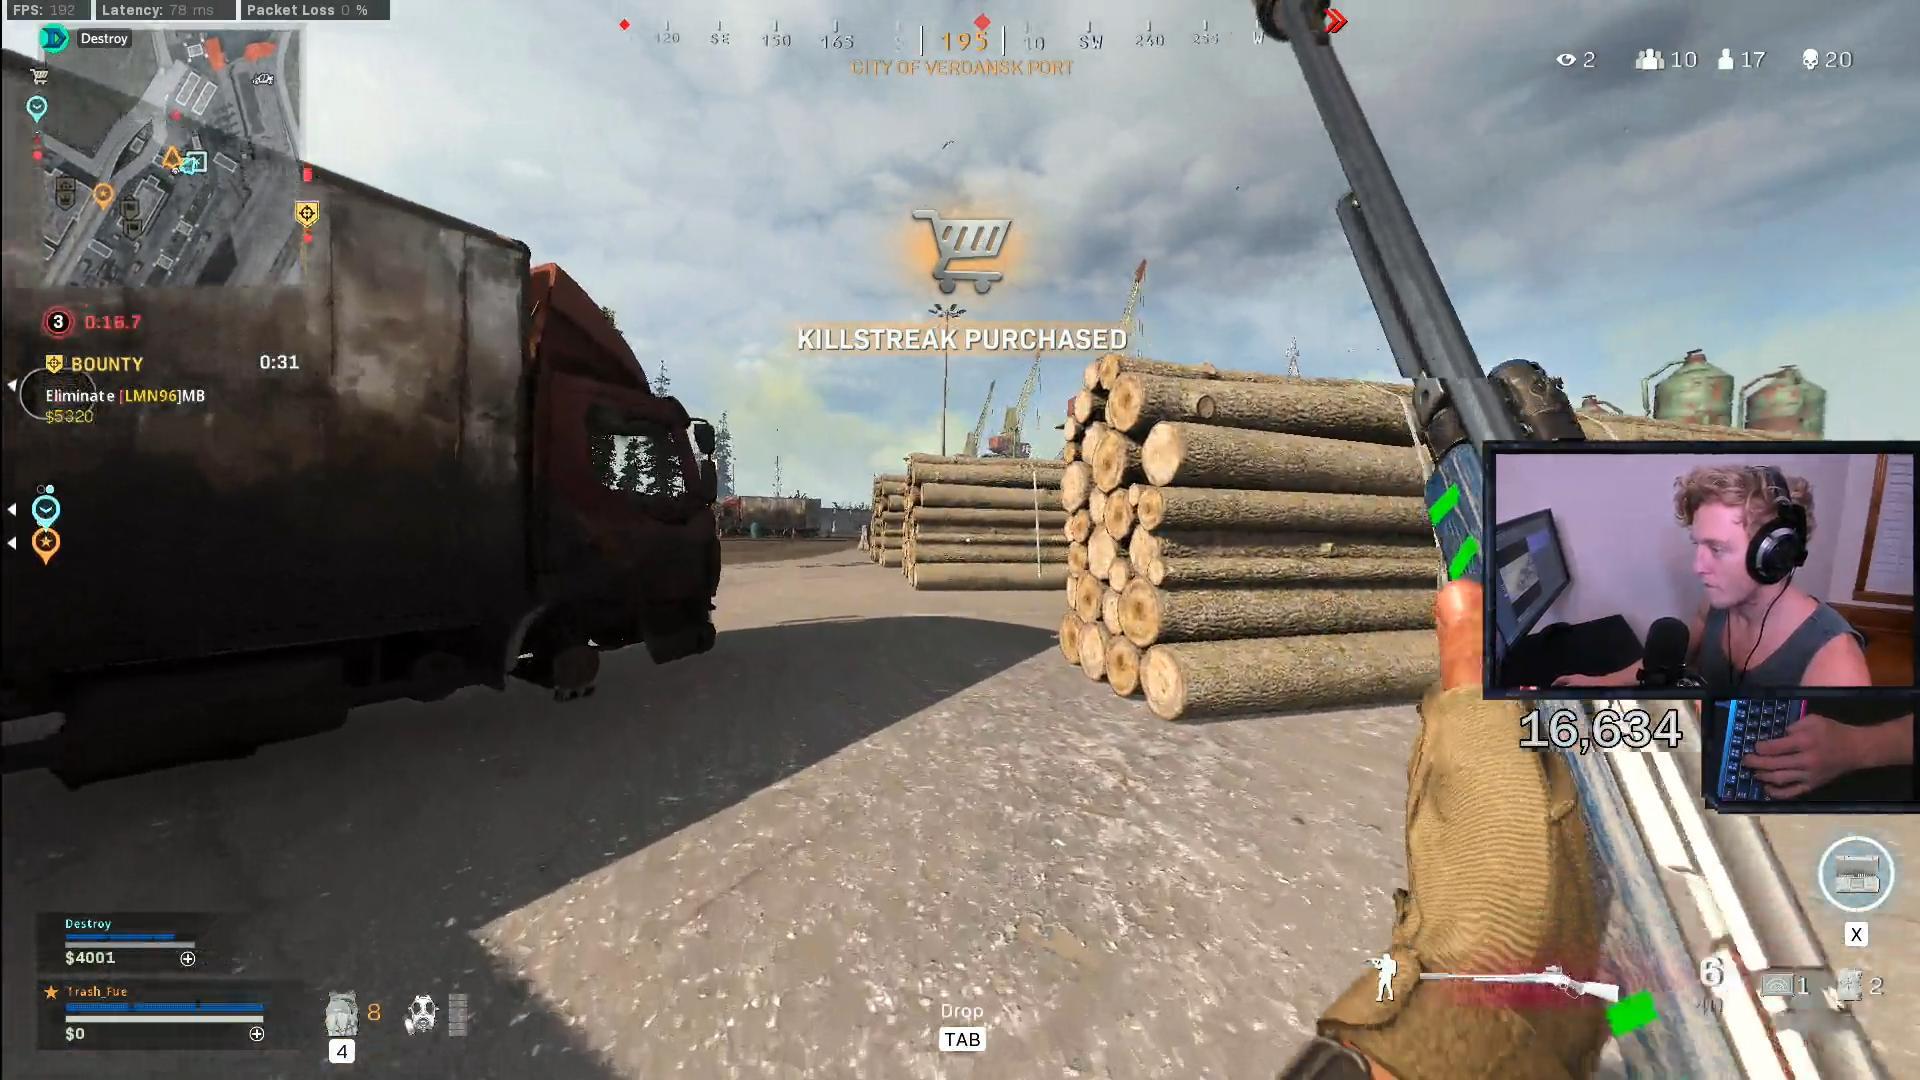 FPS: 192 Latency: 78 ms Packet Loss 0 %
Destroy
120 SE 150 165 195 10 SW 240 W
CITY OF VERDANSK PORT
2 10 17 20
KILLSTREAK PURCHASED
3 0:16.7
BOUNTY 0:31
Eliminate [LMN96]MB
$5320
16,634
Destroy
$4001
Trash_Fue
$0
8
4
Drop
TAB
X
6
1
2